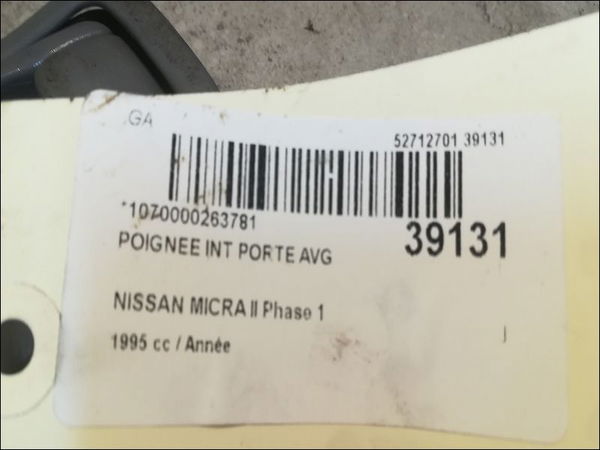 GA
52712701 39131
*1070000263781
39131
POIGNEE INT PORTE AVG
NISSAN MICRA II Phase 1
1995 cc / Année